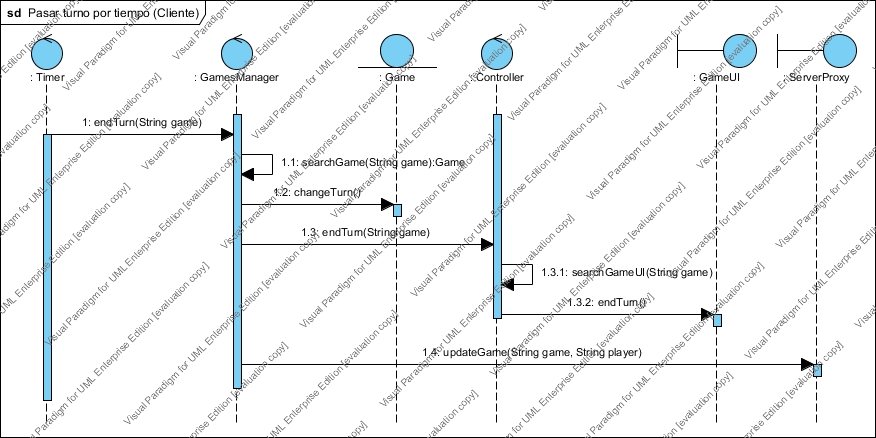 sd Pasar turno por tiempo (Cliente)
: Timer
: GamesManager
: Game
Controller
: GameUI
: ServerProxy
1: endTurn(String game)
1.1: searchGame(String game):Game
1.2: changeTurn()
1.3: endTurn(String game)
1.3.1: searchGameUI(String game)
1.3.2: endTurn()
1.4: updateGame(String game, String player)
Visual Paradigm for UML Enterprise Edition [evaluation copy]